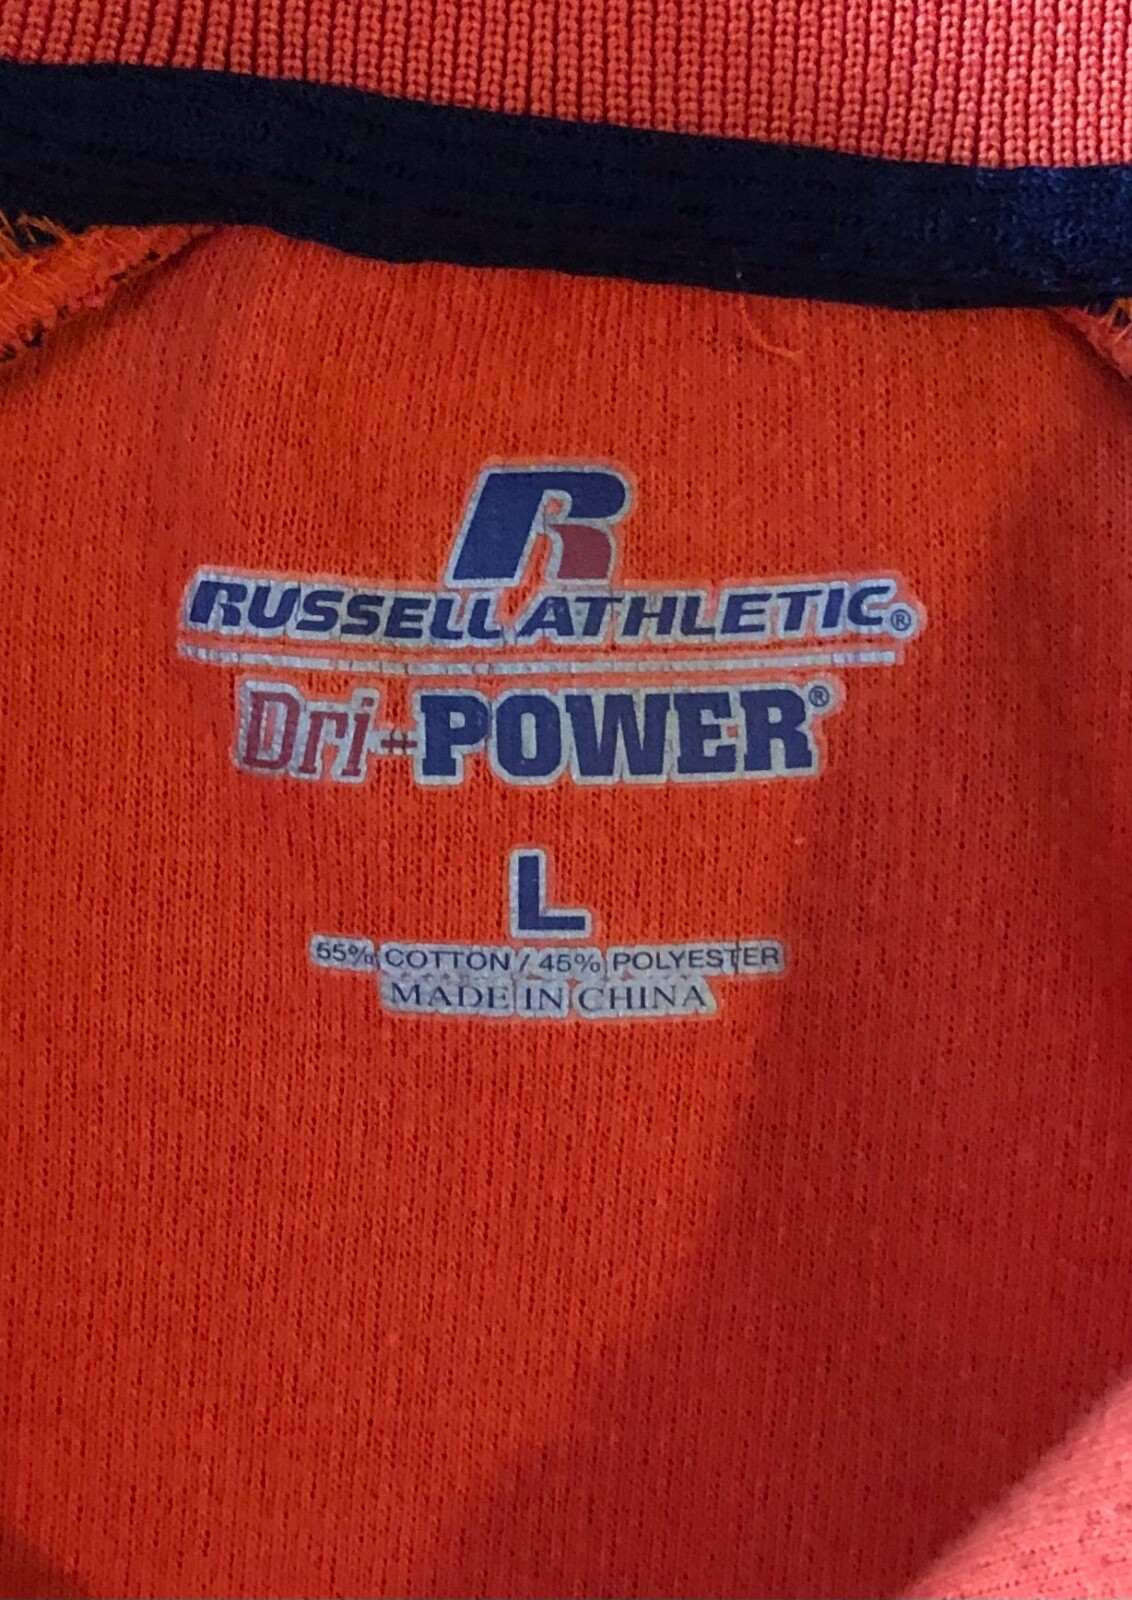 R
RUSSELL ATHLETIC®
Dri-POWER®
L
55% COTTON / 45% POLYESTER
MADE IN CHINA